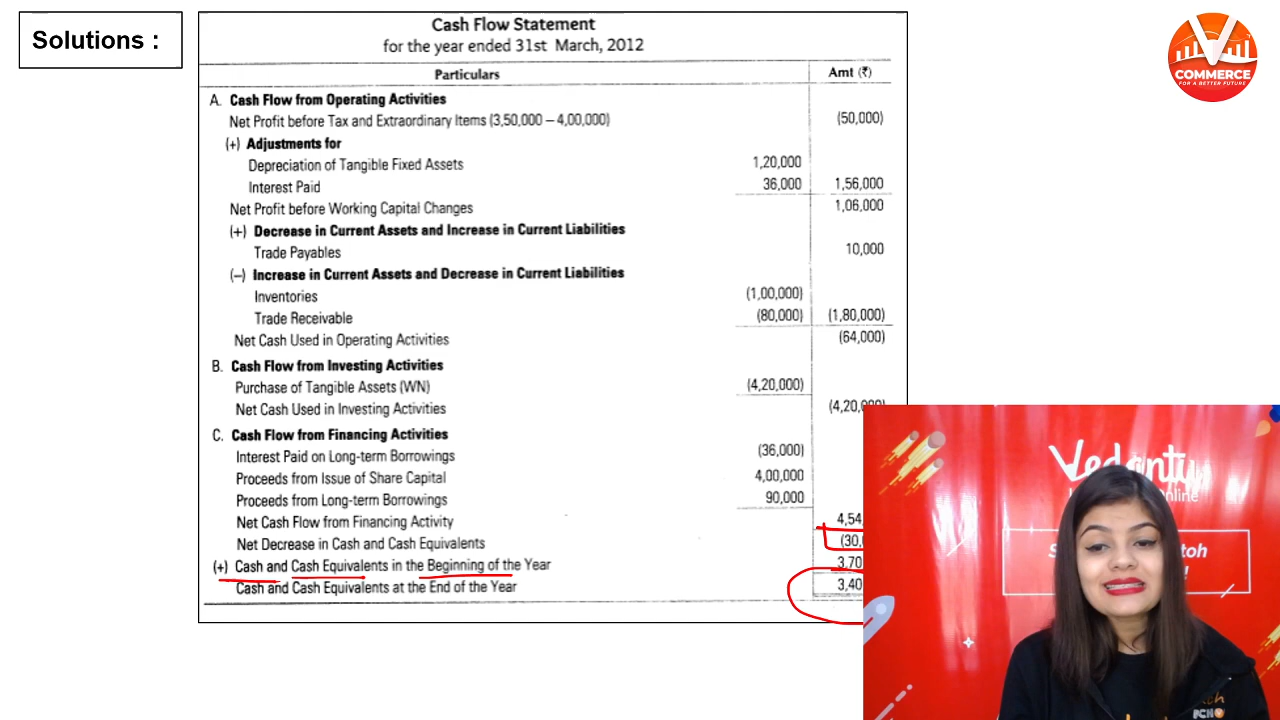 Solutions :
Cash Flow Statement
for the year ended 31st March, 2012
Particulars Amt (₹)
A. Cash Flow from Operating Activities
Net Profit before Tax and Extraordinary Items (3,50,000 – 4,00,000) (50,000)
(+) Adjustments for
Depreciation of Tangible Fixed Assets 1,20,000
Interest Paid 36,000 1,56,000
Net Profit before Working Capital Changes 1,06,000
(+) Decrease in Current Assets and Increase in Current Liabilities
Trade Payables 10,000
(–) Increase in Current Assets and Decrease in Current Liabilities
Inventories (1,00,000)
Trade Receivable (80,000) (1,80,000)
Net Cash Used in Operating Activities (64,000)
B. Cash Flow from Investing Activities
Purchase of Tangible Assets (WN) (4,20,000)
Net Cash Used in Investing Activities
C. Cash Flow from Financing Activities
Interest Paid on Long-term Borrowings (36,000)
Proceeds from Issue of Share Capital 4,00,000
Proceeds from Long-term Borrowings 90,000
Net Cash Flow from Financing Activity
Net Decrease in Cash and Cash Equivalents
(+) Cash and Cash Equivalents in the Beginning of the Year
Cash and Cash Equivalents at the End of the Year
V
COMMERCE
FOR A BETTER FUTURE
Vedantu